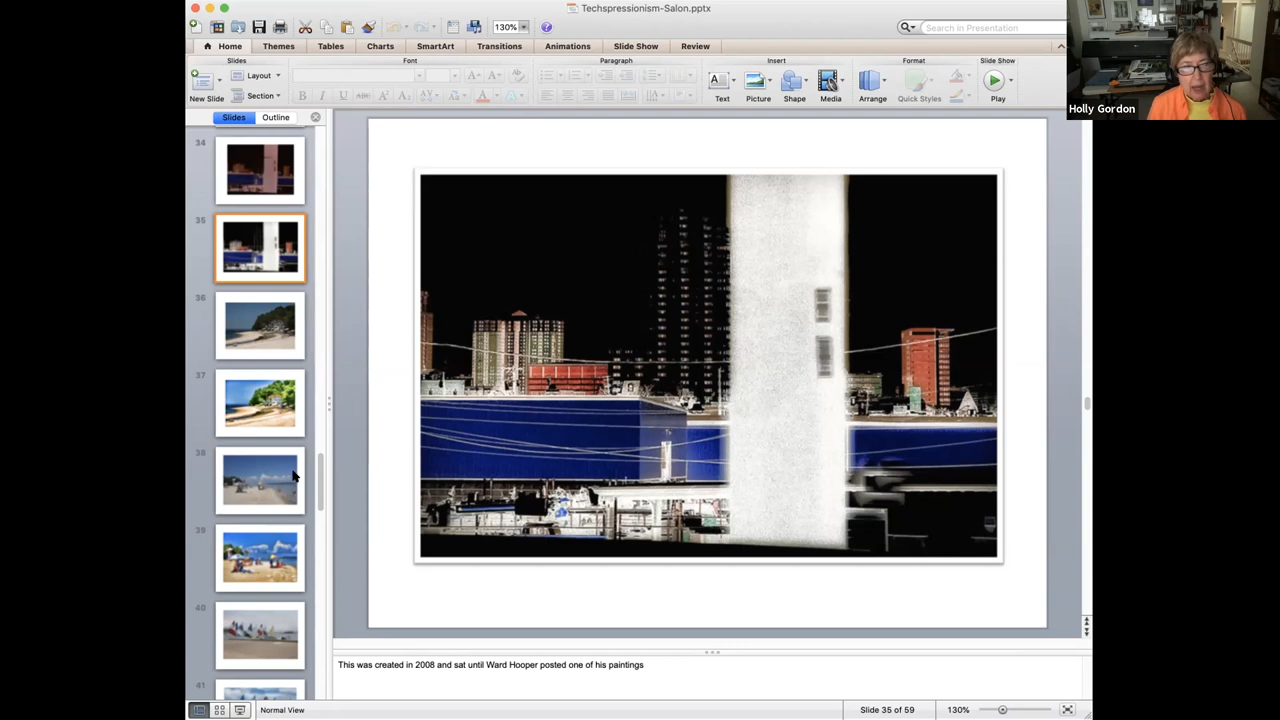 Techspressionism-Salon.pptx
130%
Search in Presentation
Home Themes Tables Charts SmartArt Transitions Animations Slide Show Review
Slides Font Paragraph Insert Format Slide Show
New Slide
Layout
Section
Text Picture Shape Media Arrange Quick Styles Play
Holly Gordon
Slides Outline
34
35
36
37
38
39
40
41
This was created in 2008 and sat until Ward Hooper posted one of his paintings
Normal View Slide 35 of 59 130%